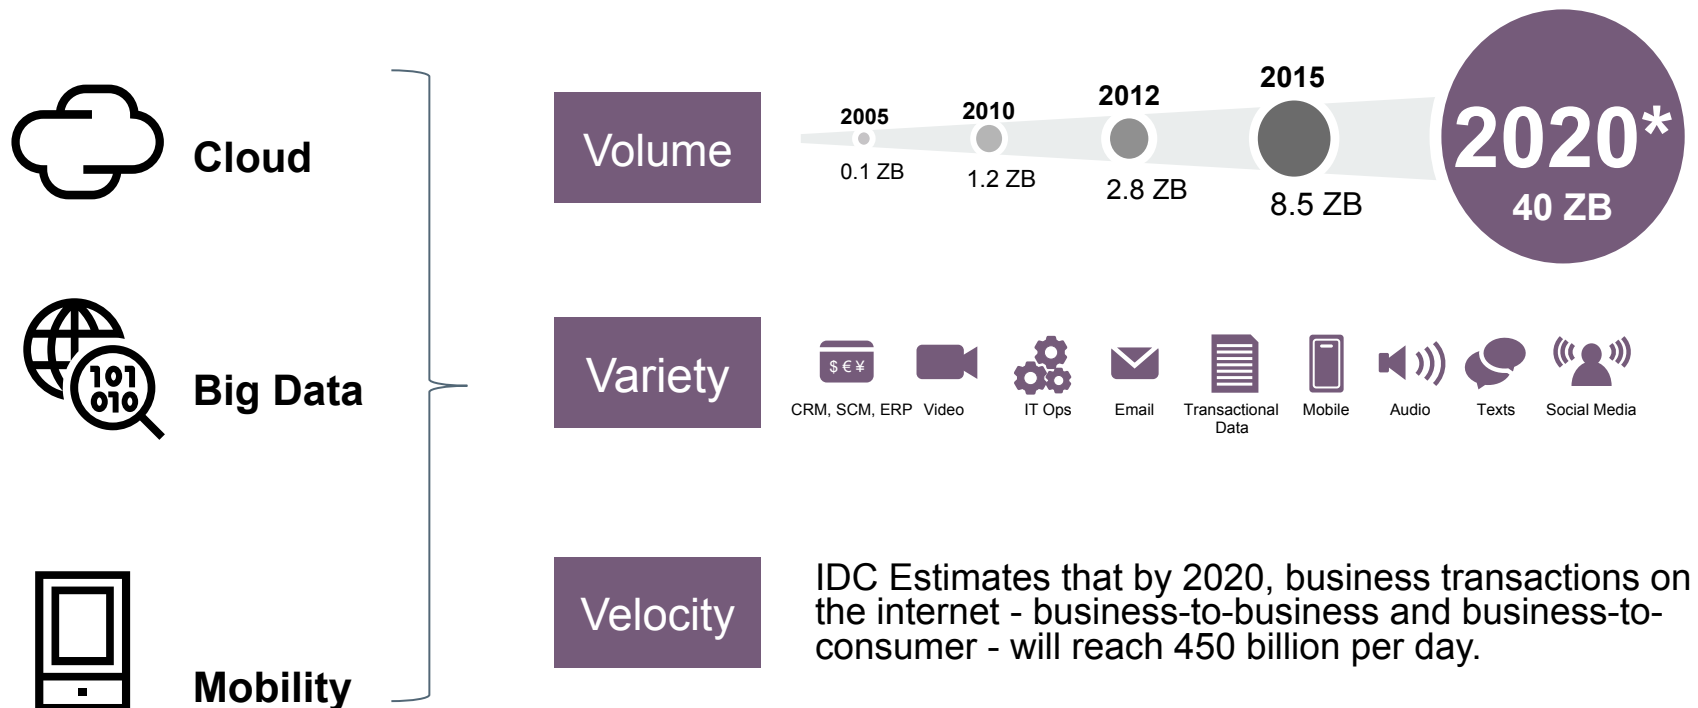 Cloud
101
010
Big Data
Mobility
Volume
2005
0.1 ZB
2010
1.2 ZB
2012
2.8 ZB
2015
8.5 ZB
2020*
40 ZB
Variety
$ € ¥
CRM, SCM, ERP
Video
IT Ops
Email
Transactional
Data
Mobile
Audio
Texts
Social Media
Velocity
IDC Estimates that by 2020, business transactions on
the internet - business-to-business and business-to-
consumer - will reach 450 billion per day.